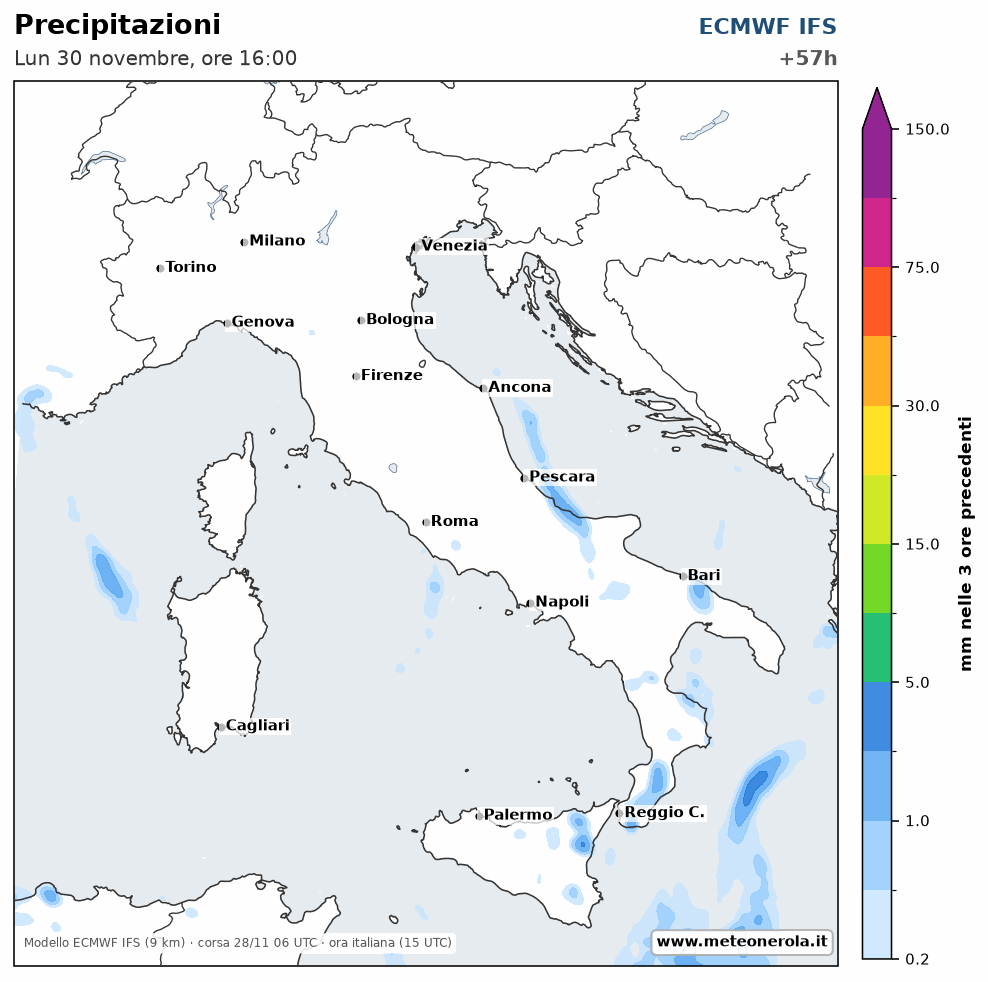 Precipitazioni
ECMWF IFS
Lun 30 novembre, ore 16:00
+57h
150.0
75.0
30.0
15.0
5.0
1.0
0.2
mm nelle 3 ore precedenti
Milano
Venezia
Torino
Genova
Bologna
Firenze
Ancona
Pescara
Roma
Bari
Napoli
Cagliari
Palermo
Reggio C.
Modello ECMWF IFS (9 km) · corsa 28/11 06 UTC · ora italiana (15 UTC)
www.meteonerola.it